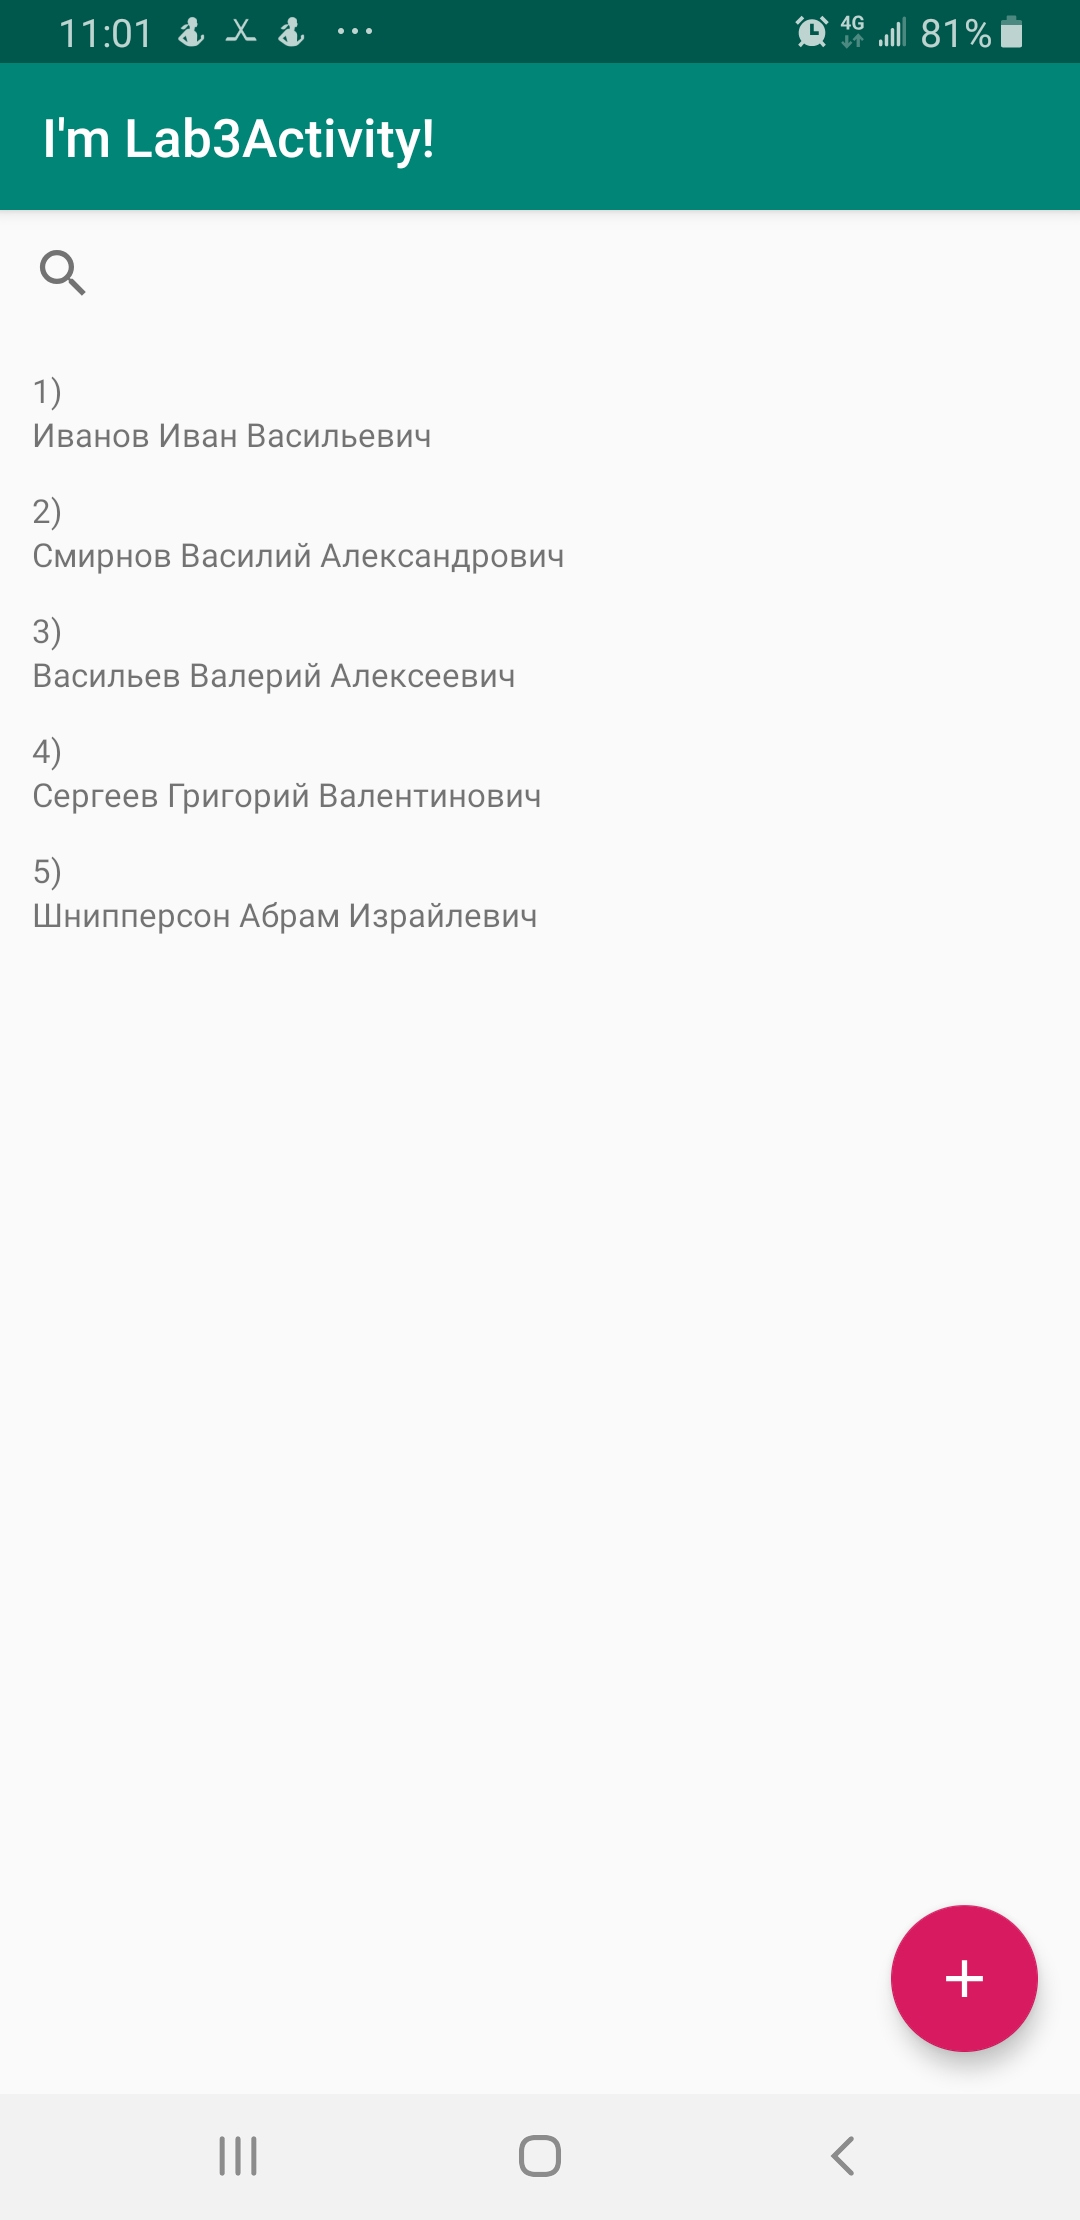 11:01
4G
81%
I'm Lab3Activity!
1)
Иванов Иван Васильевич
2)
Смирнов Василий Александрович
3)
Васильев Валерий Алексеевич
4)
Сергеев Григорий Валентинович
5)
Шнипперсон Абрам Израйлевич